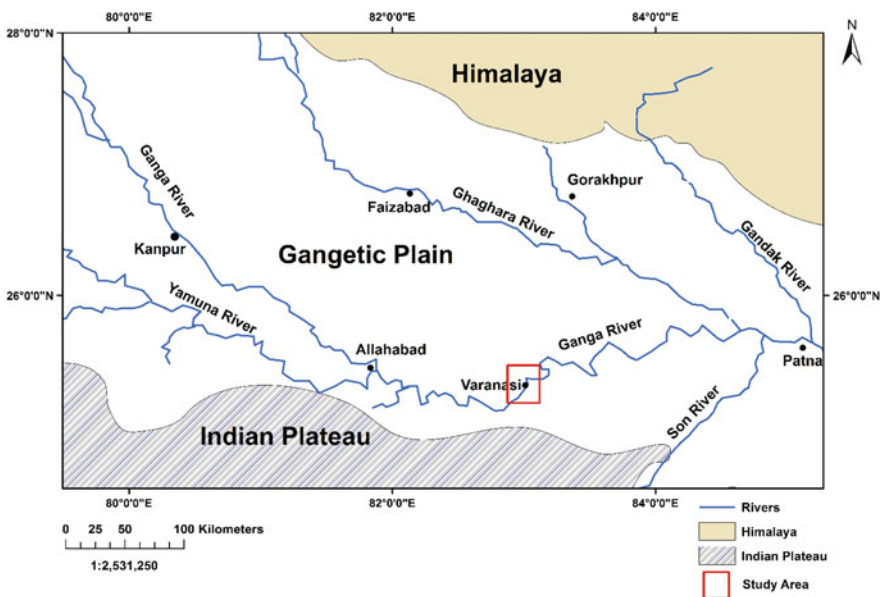 80°0'0"E
82°0'0"E
84°0'0"E
N
28°0'0"N
Himalaya
Ganga River
Gorakhpur
Faizabad
Ghaghara River
Kanpur
Gangetic Plain
Gandak River
26°0'0"N
26°0'0"N
Yamuna River
Ganga River
Allahabad
Patna
Varanasi
Son River
Indian Plateau
80°0'0"E
82°0'0"E
84°0'0"E
0 25 50 100 Kilometers
1:2,531,250
Rivers
Himalaya
Indian Plateau
Study Area